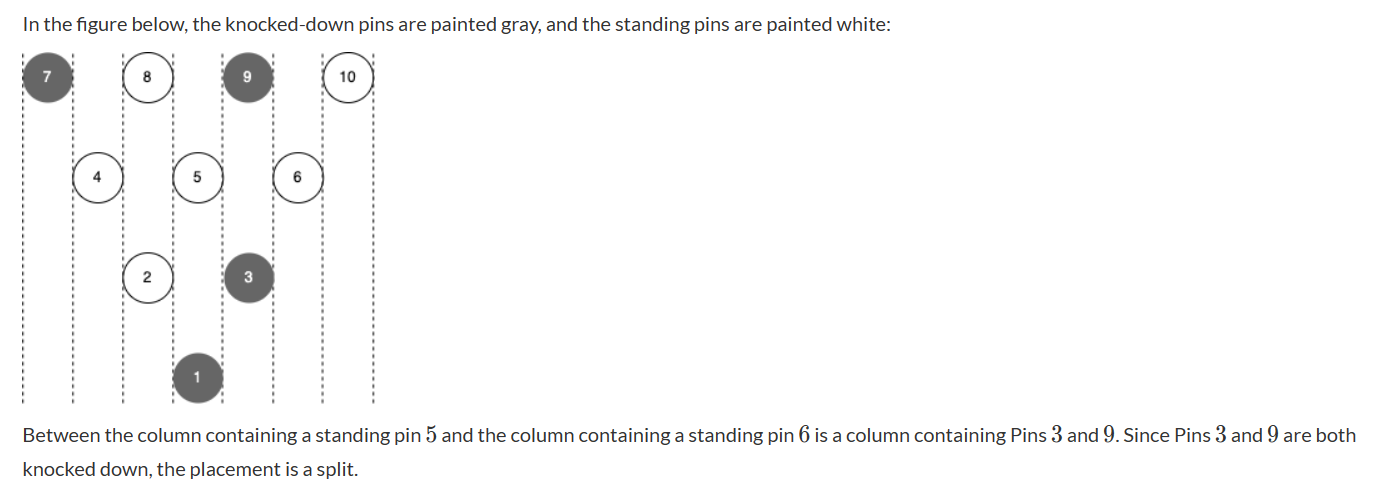 In the figure below, the knocked-down pins are painted gray, and the standing pins are painted white:
7 8 9 10
4 5 6
2 3
1
Between the column containing a standing pin 5 and the column containing a standing pin 6 is a column containing Pins 3 and 9. Since Pins 3 and 9 are both
knocked down, the placement is a split.